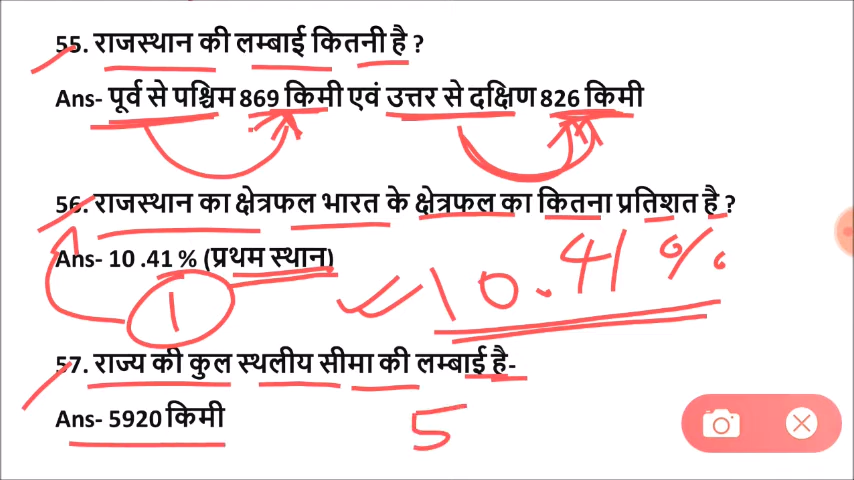 55. राजस्थान की लम्बाई कितनी है ?
Ans- पूर्व से पश्चिम 869 किमी एवं उत्तर से दक्षिण 826 किमी
56. राजस्थान का क्षेत्रफल भारत के क्षेत्रफल का कितना प्रतिशत है ?
Ans- 10 .41 % (प्रथम स्थान)
1
10.41 %
57. राज्य की कुल स्थलीय सीमा की लम्बाई है-
Ans- 5920 किमी
5